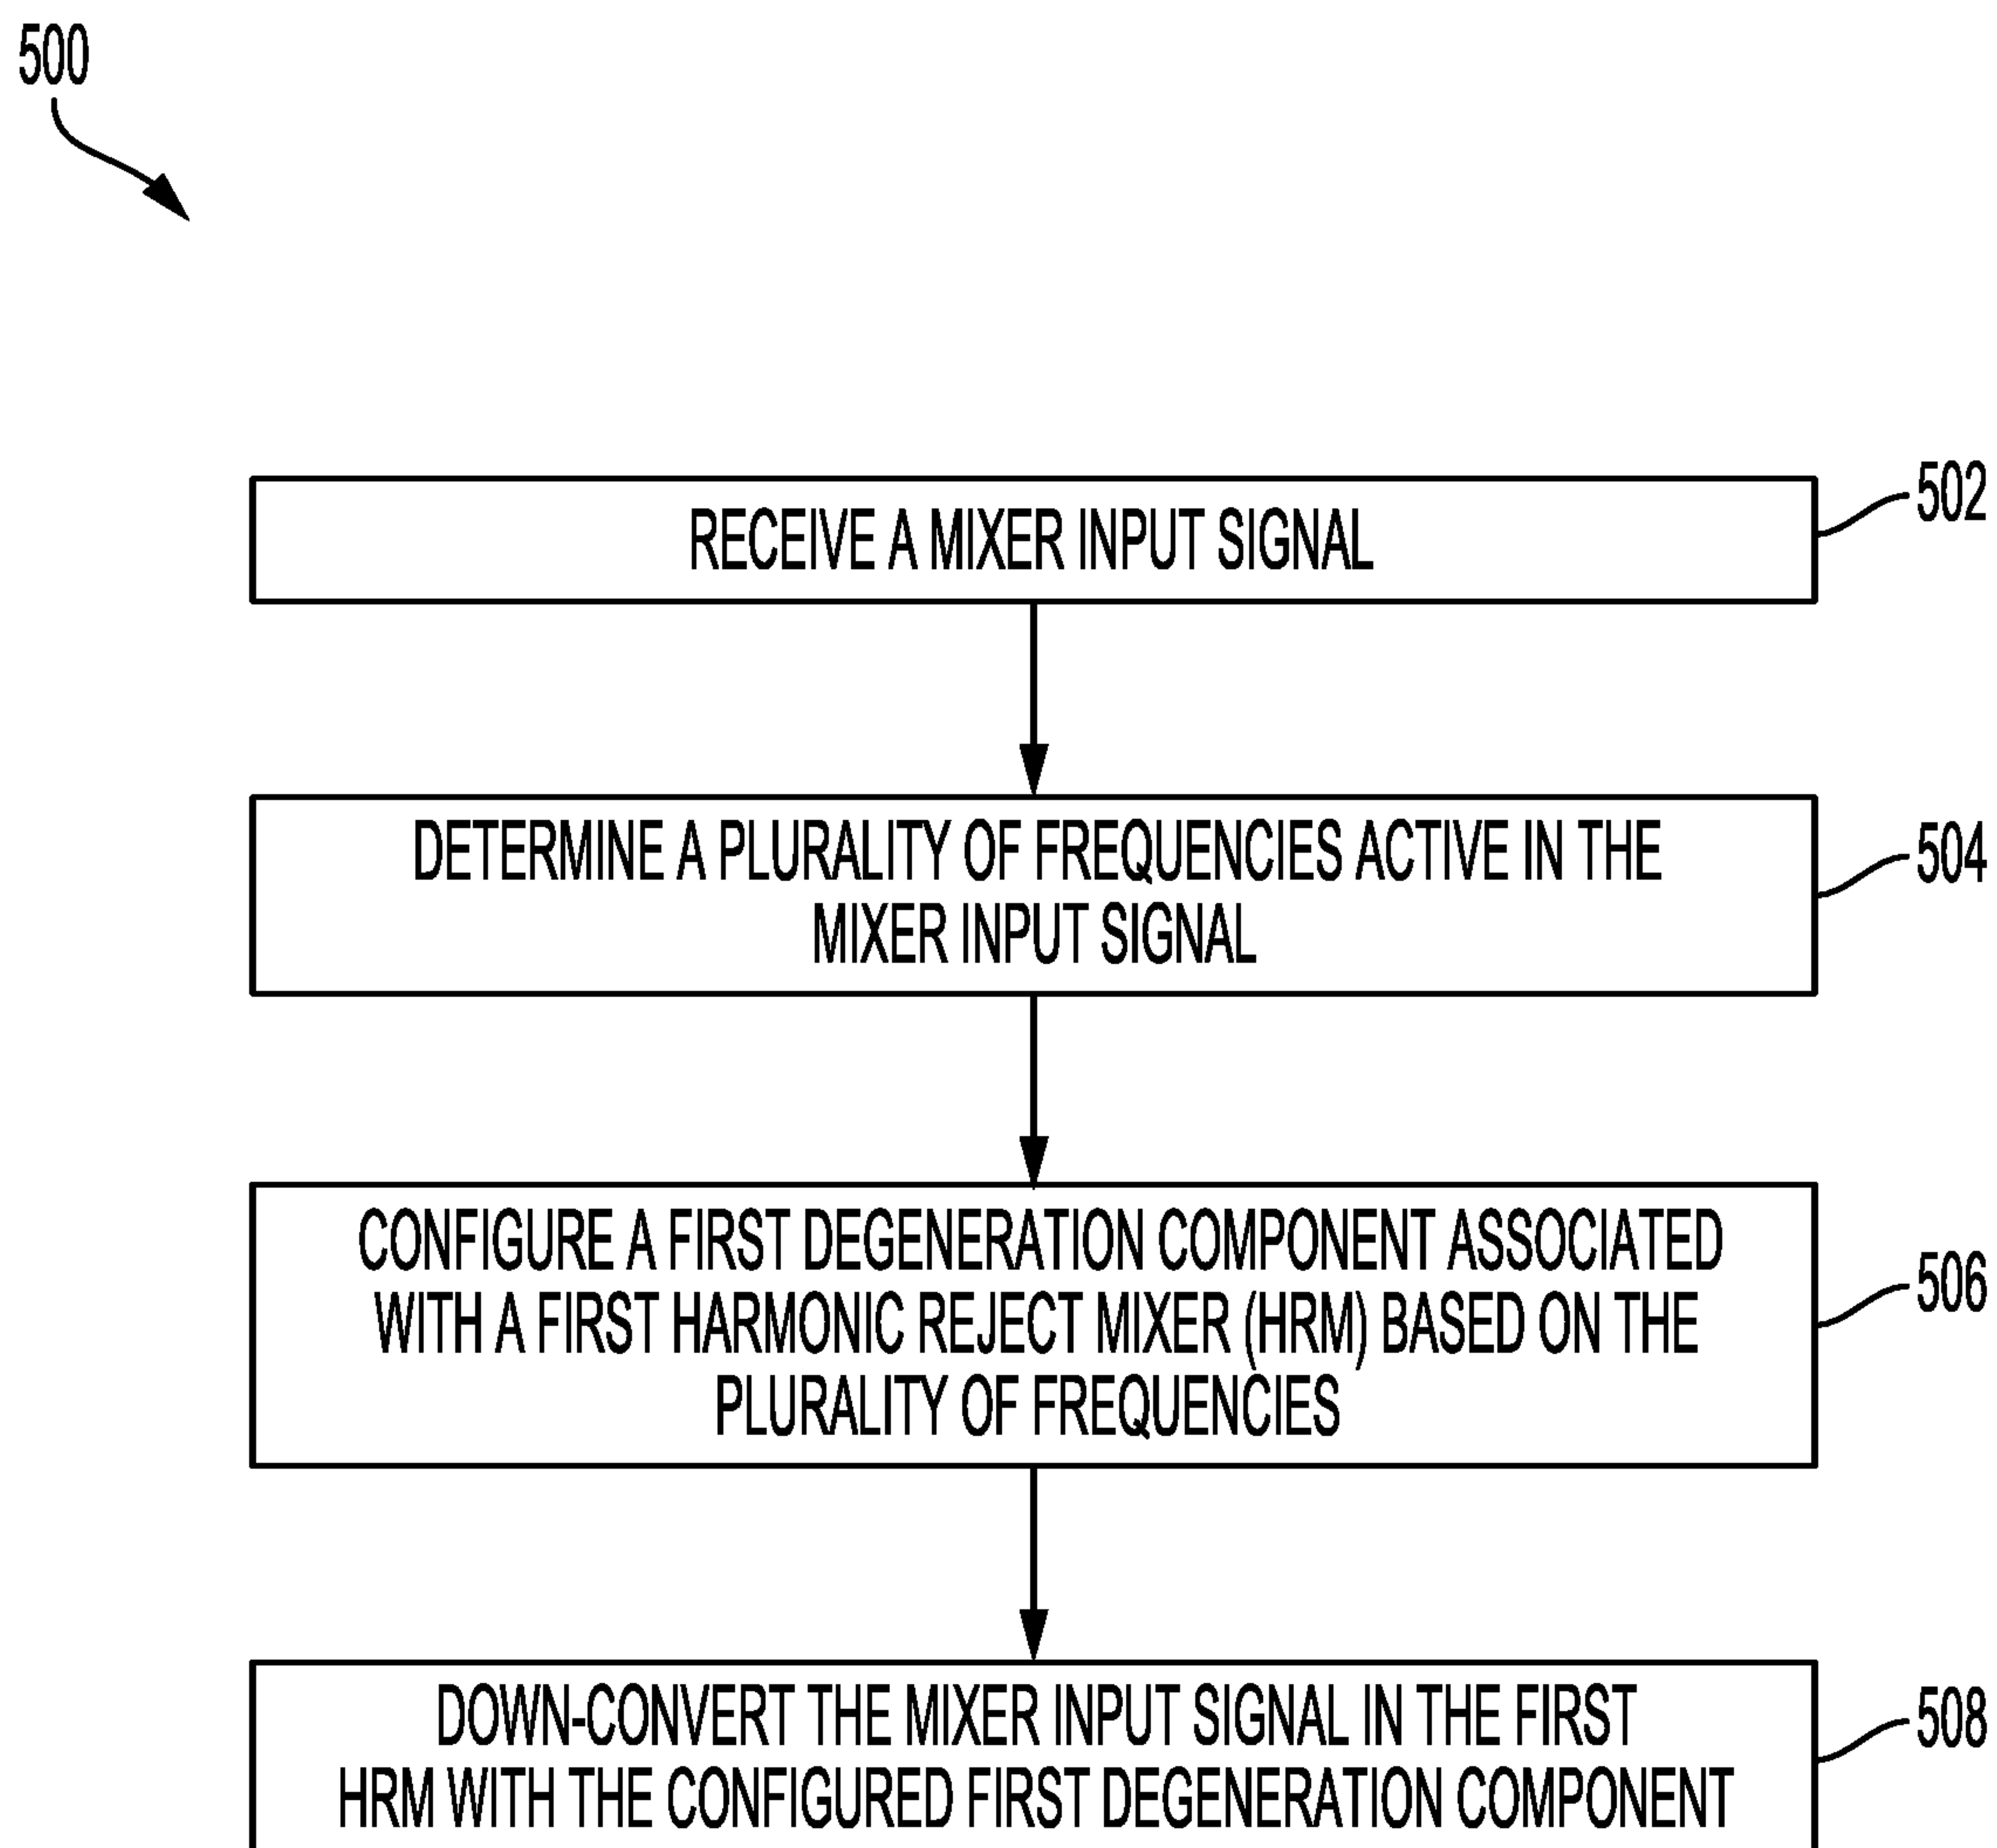 500
RECEIVE A MIXER INPUT SIGNAL
502
DETERMINE A PLURALITY OF FREQUENCIES ACTIVE IN THE
MIXER INPUT SIGNAL
504
CONFIGURE A FIRST DEGENERATION COMPONENT ASSOCIATED
WITH A FIRST HARMONIC REJECT MIXER (HRM) BASED ON THE
PLURALITY OF FREQUENCIES
506
DOWN-CONVERT THE MIXER INPUT SIGNAL IN THE FIRST
HRM WITH THE CONFIGURED FIRST DEGENERATION COMPONENT
508